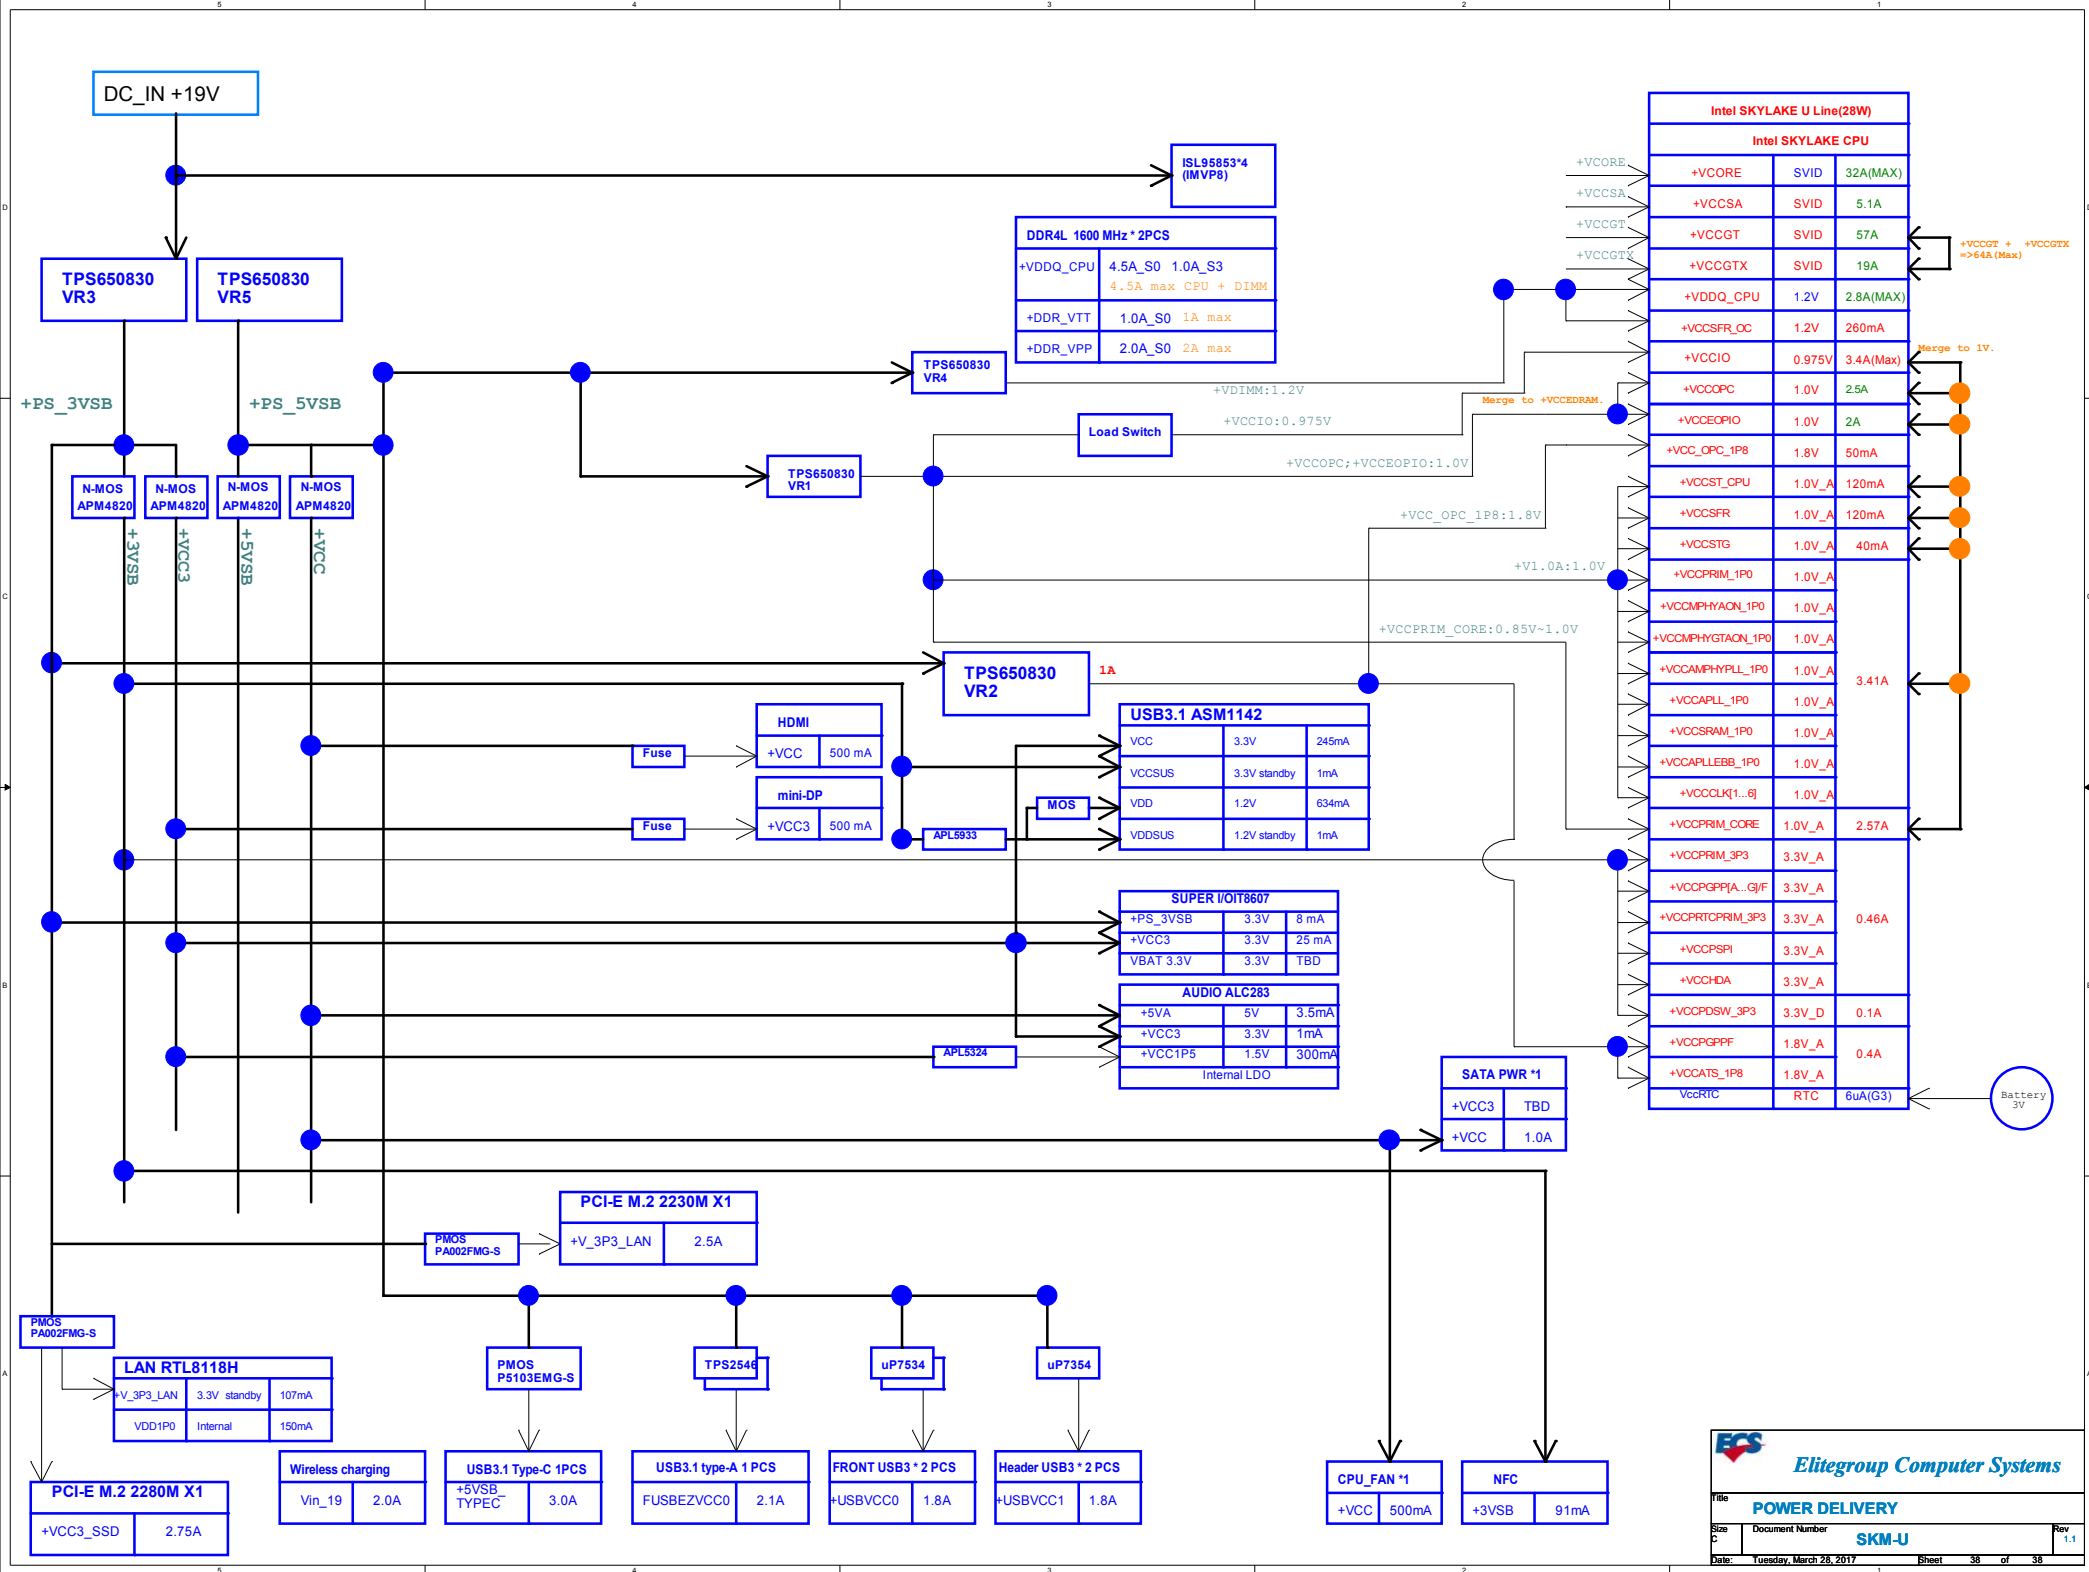 5
4
3
2
1
DC_IN +19V
ISL95853*4
(IMVP8)
TPS650830
VR3
TPS650830
VR5
DDR4L 1600 MHz * 2PCS
+VDDQ_CPU 4.5A_S0 1.0A_S3
4.5A max CPU + DIMM
+DDR_VTT 1.0A_S0 1A max
+DDR_VPP 2.0A_S0 2A max
+PS_3VSB
+PS_5VSB
TPS650830
VR4
+VDIMM:1.2V
Load Switch
+VCCIO:0.975V
TPS650830
VR1
+VCCOPC;+VCCEOPIO:1.0V
Merge to +VCCEDRAM.
+VCC_OPC_1P8:1.8V
+V1.0A:1.0V
+VCCPRIM_CORE:0.85V~1.0V
N-MOS
APM4820
N-MOS
APM4820
N-MOS
APM4820
N-MOS
APM4820
+3VSB
+VCC3
+5VSB
+VCC
TPS650830
VR2
1A
HDMI
+VCC 500 mA
Fuse
mini-DP
+VCC3 500 mA
Fuse
USB3.1 ASM1142
VCC 3.3V 245mA
VCCSUS 3.3V standby 1mA
VDD 1.2V 634mA
VDDSUS 1.2V standby 1mA
MOS
APL5933
SUPER I/OIT8607
+PS_3VSB 3.3V 8 mA
+VCC3 3.3V 25 mA
VBAT 3.3V 3.3V TBD
AUDIO ALC283
+5VA 5V 3.5mA
+VCC3 3.3V 1mA
+VCC1P5 1.5V 300mA
Internal LDO
APL5324
+VCORE
+VCCSA
+VCCGT
+VCCGTX
Intel SKYLAKE U Line(28W)
Intel SKYLAKE CPU
+VCORE SVID 32A(MAX)
+VCCSA SVID 5.1A
+VCCGT SVID 57A
+VCCGTX SVID 19A
+VDDQ_CPU 1.2V 2.8A(MAX)
+VCCSFR_OC 1.2V 260mA
+VCCIO 0.975V 3.4A(Max)
+VCCOPC 1.0V 2.5A
+VCCEOPIO 1.0V 2A
+VCC_OPC_1P8 1.8V 50mA
+VCCST_CPU 1.0V_A 120mA
+VCCSFR 1.0V_A 120mA
+VCCSTG 1.0V_A 40mA
+VCCPRIM_1P0 1.0V_A
+VCCMPHYAON_1P0 1.0V_A
+VCCMPHYGTAON_1P0 1.0V_A
+VCCAMPHYPLL_1P0 1.0V_A
3.41A
+VCCAPLL_1P0 1.0V_A
+VCCSRAM_1P0 1.0V_A
+VCCAPLLEBB_1P0 1.0V_A
+VCCCLK[1...6] 1.0V_A
+VCCPRIM_CORE 1.0V_A 2.57A
+VCCPRIM_3P3 3.3V_A
+VCCPGPP[A...G]/F 3.3V_A
+VCCPRTCPRIM_3P3 3.3V_A 0.46A
+VCCPSPI 3.3V_A
+VCCHDA 3.3V_A
+VCCPDSW_3P3 3.3V_D 0.1A
+VCCPGPPF 1.8V_A
0.4A
+VCCATS_1P8 1.8V_A
VccRTC RTC 6uA(G3)
+VCCGT + +VCCGTX
=>64A(Max)
Merge to 1V.
Battery
3V
SATA PWR *1
+VCC3 TBD
+VCC 1.0A
PCI-E M.2 2230M X1
+V_3P3_LAN 2.5A
PMOS
PA002FMG-S
PMOS
PA002FMG-S
LAN RTL8118H
+V_3P3_LAN 3.3V standby 107mA
VDD1P0 Internal 150mA
PCI-E M.2 2280M X1
+VCC3_SSD 2.75A
PMOS
P5103EMG-S
TPS2546
uP7534
uP7354
Wireless charging
Vin_19 2.0A
USB3.1 Type-C 1PCS
+5VSB_
TYPEC 3.0A
USB3.1 type-A 1 PCS
FUSBEZVCC0 2.1A
FRONT USB3 * 2 PCS
+USBVCC0 1.8A
Header USB3 * 2 PCS
+USBVCC1 1.8A
CPU_FAN *1
+VCC 500mA
NFC
+3VSB 91mA
ECS
Elitegroup Computer Systems
Title
POWER DELIVERY
Size
C
Document Number
SKM-U
Rev
1.1
Date: Tuesday, March 28, 2017 Sheet 38 of 38
D
C
B
A
D
C
B
A
5
4
3
2
1